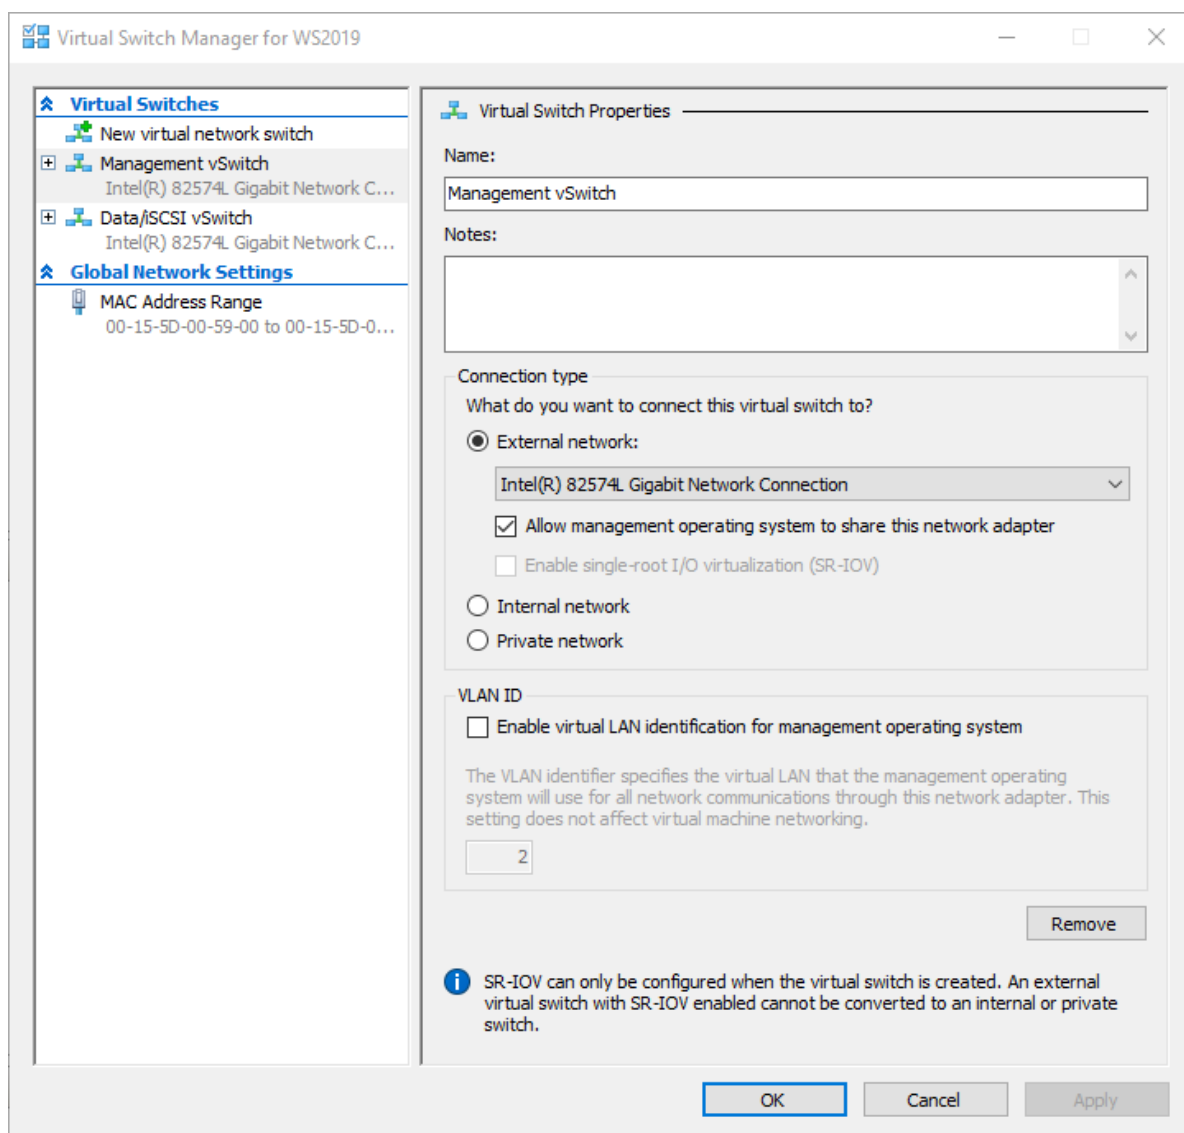 Virtual Switch Manager for WS2019
Virtual Switches
New virtual network switch
Management vSwitch
Intel(R) 82574L Gigabit Network C...
Data/iSCSI vSwitch
Intel(R) 82574L Gigabit Network C...
Global Network Settings
MAC Address Range
00-15-5D-00-59-00 to 00-15-5D-0...
Virtual Switch Properties
Name:
Management vSwitch
Notes:
Connection type
What do you want to connect this virtual switch to?
External network:
Intel(R) 82574L Gigabit Network Connection
Allow management operating system to share this network adapter
Enable single-root I/O virtualization (SR-IOV)
Internal network
Private network
VLAN ID
Enable virtual LAN identification for management operating system
The VLAN identifier specifies the virtual LAN that the management operating
system will use for all network communications through this network adapter. This
setting does not affect virtual machine networking.
2
Remove
SR-IOV can only be configured when the virtual switch is created. An external
virtual switch with SR-IOV enabled cannot be converted to an internal or private
switch.
OK
Cancel
Apply